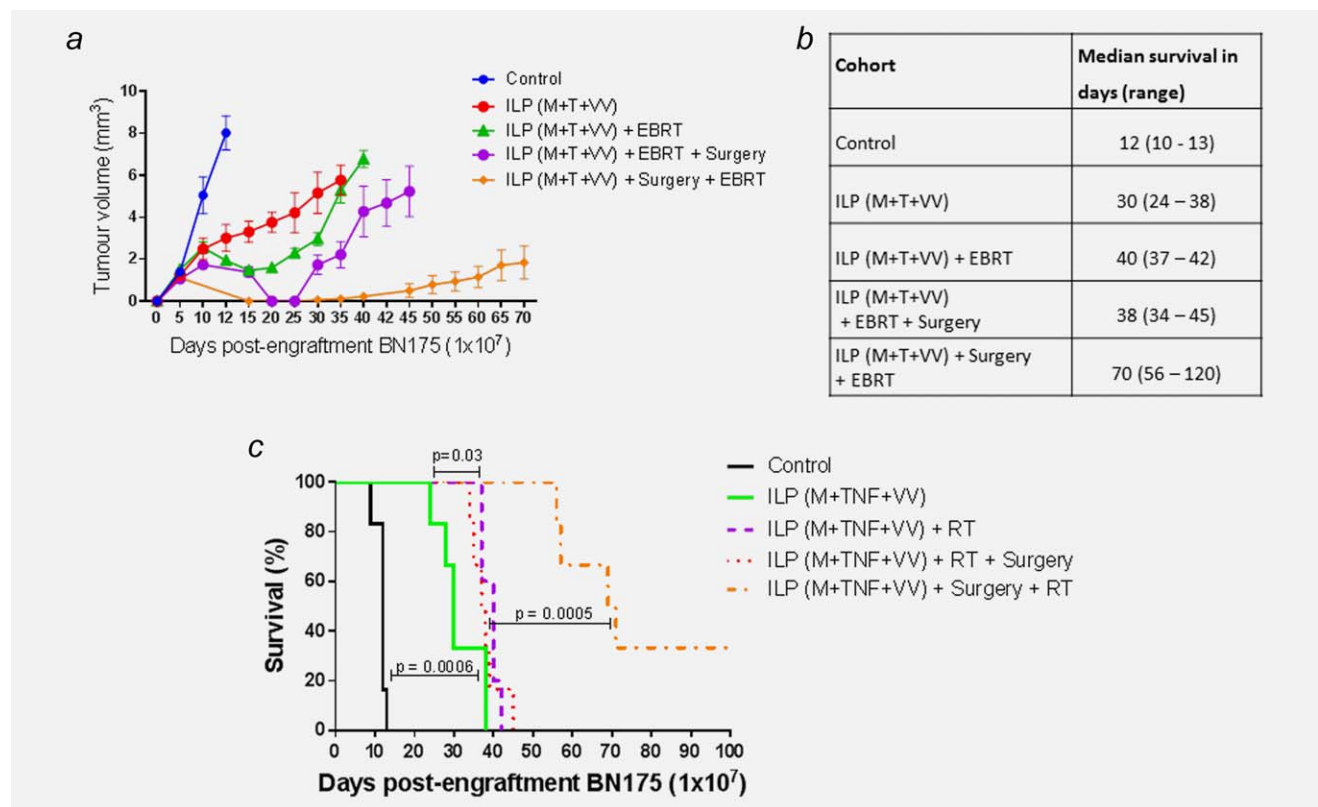 a
Control
ILP (M+T+VV)
ILP (M+T+VV) + EBRT
ILP (M+T+VV) + EBRT + Surgery
ILP (M+T+VV) + Surgery + EBRT
Tumour volume (mm³)
10
8
6
4
2
0
0 5 10 12 15 20 25 30 35 40 42 45 50 55 60 65 70
Days post-engraftment BN175 (1x10⁷)
b
Cohort
Median survival in
days (range)
Control
12 (10 - 13)
ILP (M+T+VV)
30 (24 – 38)
ILP (M+T+VV) + EBRT
40 (37 – 42)
ILP (M+T+VV)
+ EBRT + Surgery
38 (34 – 45)
ILP (M+T+VV) + Surgery
+ EBRT
70 (56 – 120)
c
p=0.03
p = 0.0005
p = 0.0006
Survival (%)
100
80
60
40
20
0
0 10 20 30 40 50 60 70 80 90 100
Days post-engraftment BN175 (1x10⁷)
Control
ILP (M+TNF+VV)
ILP (M+TNF+VV) + RT
ILP (M+TNF+VV) + RT + Surgery
ILP (M+TNF+VV) + Surgery + RT